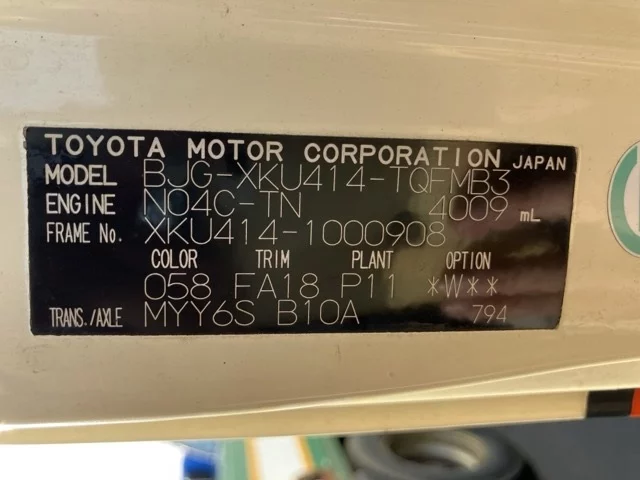 TOYOTA MOTOR CORPORATION JAPAN
MODEL BJG-XKU414-TQFMB3
ENGINE N04C-TN 4009 mL
FRAME No. XKU414-1000908
COLOR TRIM PLANT OPTION
058 FA18 P11 *W**
TRANS./AXLE MYY6S B10A 794